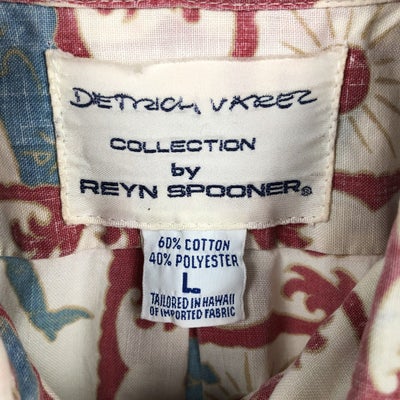 DIETRICH VAREZ
COLLECTION
by
REYN SPOONER®
60% COTTON
40% POLYESTER
L
TAILORED IN HAWAII
OF IMPORTED FABRIC